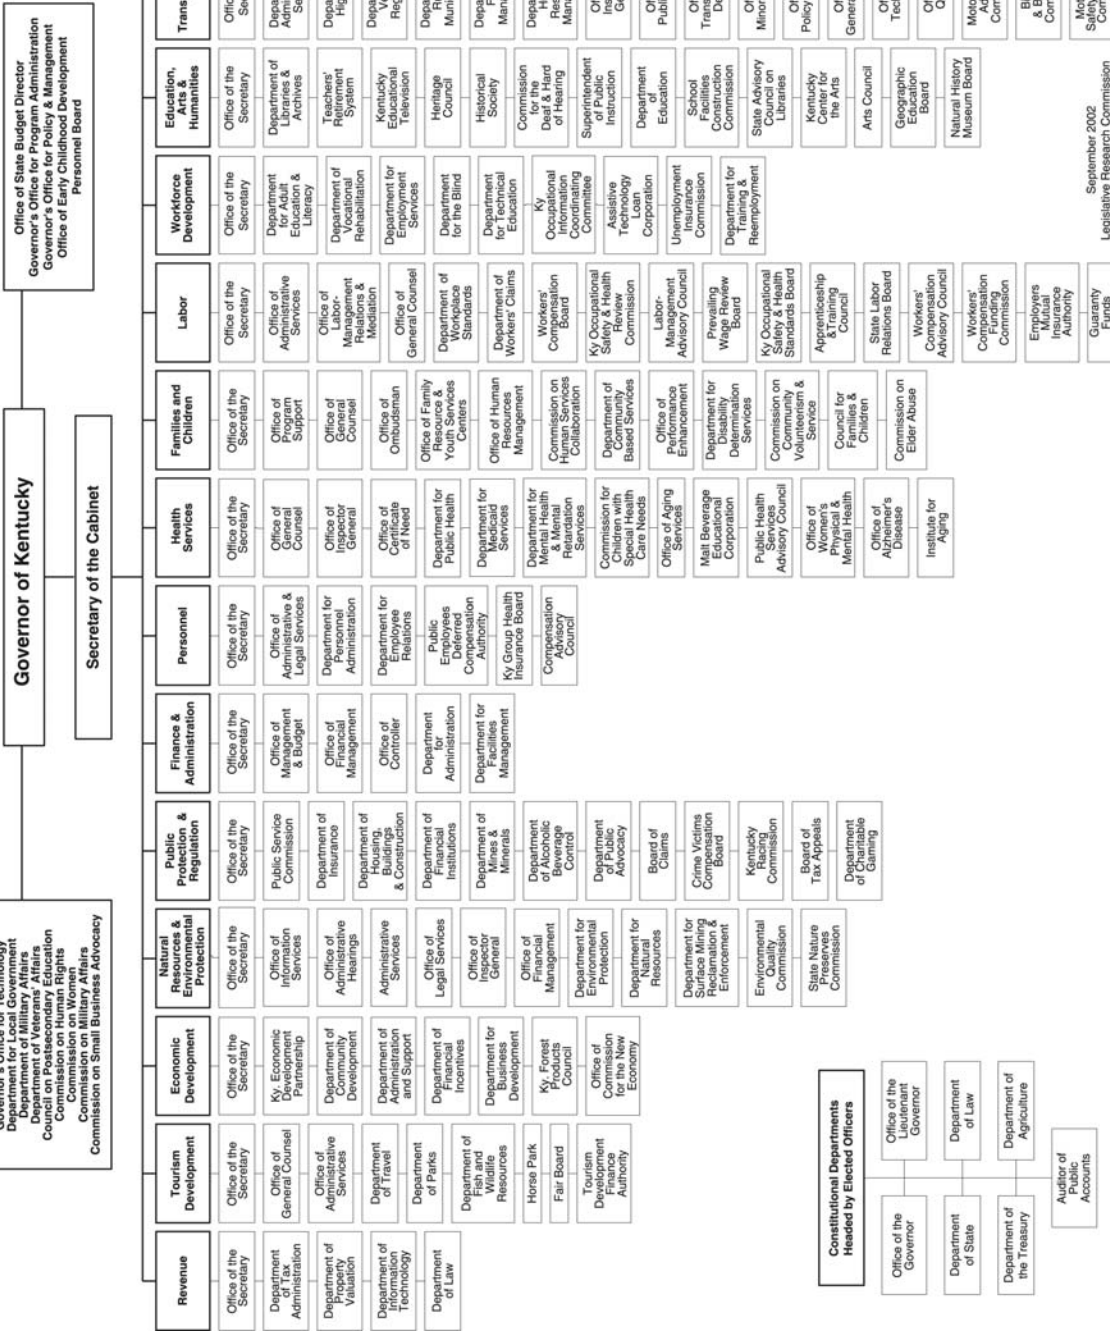 Governor's Office for Technology
Department for Local Government
Department of Military Affairs
Department of Veterans' Affairs
Council on Postsecondary Education
Commission on Human Rights
Commission on Women
Commission on Military Affairs
Commission on Small Business Advocacy
Governor of Kentucky
Secretary of the Cabinet
Office of State Budget Director
Governor's Office for Program Administration
Governor's Office for Policy & Management
Office of Early Childhood Development
Personnel Board
Revenue
Office of the
Secretary
Department
of Tax
Administration
Department of
Property
Valuation
Department of
Information
Technology
Department
of Law
Tourism
Development
Office of the
Secretary
Office of
General Counsel
Office of
Administrative
Services
Department
of Travel
Department
of Parks
Department of
Fish and
Wildlife
Resources
Horse Park
Fair Board
Tourism
Development
Finance
Authority
Economic
Development
Office of the
Secretary
Ky. Economic
Development
Partnership
Department of
Community
Development
Department of
Administration
and Support
Department of
Financial
Incentives
Department for
Business
Development
Ky. Forest
Products
Council
Office of
Commission
for the New
Economy
Natural
Resources &
Environmental
Protection
Office of the
Secretary
Office of
Information
Services
Office of
Administrative
Hearings
Administrative
Services
Office of
Legal Services
Office of
Inspector
General
Office of
Financial
Management
Department for
Environmental
Protection
Department for
Natural
Resources
Department for
Surface Mining
Reclamation &
Enforcement
Environmental
Quality
Commission
State Nature
Preserves
Commission
Public
Protection &
Regulation
Office of the
Secretary
Public Service
Commission
Department of
Insurance
Department of
Housing,
Buildings
& Construction
Department of
Financial
Institutions
Department of
Mines &
Minerals
Department
of Alcoholic
Beverage
Control
Department
of Public
Advocacy
Board of
Claims
Crime Victims
Compensation
Board
Kentucky
Racing
Commission
Board of
Tax Appeals
Department
of Charitable
Gaming
Finance &
Administration
Office of the
Secretary
Office of
Management
& Budget
Office of
Financial
Management
Office of
Controller
Department
for
Administration
Department for
Facilities
Management
Personnel
Office of the
Secretary
Office of
Administrative &
Legal Services
Department for
Personnel
Administration
Department for
Employee
Relations
Public
Employees
Deferred
Compensation
Authority
Ky Group Health
Insurance Board
Compensation
Advisory
Council
Health
Services
Office of the
Secretary
Office of
General
Counsel
Office of
Inspector
General
Office of
Certificate
of Need
Department for
Public Health
Department for
Medicaid
Services
Department for
Mental Health
& Mental
Retardation
Services
Commission for
Children with
Special Health
Care Needs
Office of Aging
Services
Malt Beverage
Educational
Corporation
Public Health
Services
Advisory Council
Office of
Women's
Physical &
Mental Health
Office of
Alzheimer's
Disease
Institute for
Aging
Families and
Children
Office of the
Secretary
Office of
Program
Support
Office of
General
Counsel
Office of
Ombudsman
Office of Family
Resource &
Youth Services
Centers
Office of Human
Resources
Management
Commission on
Human Services
Collaboration
Department of
Community
Based Services
Office of
Performance
Enhancement
Department for
Disability
Determination
Services
Commission on
Community
Volunteerism &
Service
Council for
Families &
Children
Commission on
Elder Abuse
Labor
Office of the
Secretary
Office of
Administrative
Services
Office of
Labor-
Management
Relations &
Mediation
Office of
General Counsel
Department of
Workplace
Standards
Department of
Workers' Claims
Workers'
Compensation
Board
Ky Occupational
Safety & Health
Review
Commission
Labor-
Management
Advisory Council
Prevailing
Wage Review
Board
Ky Occupational
Safety & Health
Standards Board
Apprenticeship
&Training
Council
State Labor
Relations Board
Workers'
Compensation
Advisory Council
Workers'
Compensation
Funding
Commission
Employers
Mutual
Insurance
Authority
Guaranty
Funds
Workforce
Development
Office of the
Secretary
Department
for Adult
Education &
Literacy
Department of
Vocational
Rehabilitation
Department for
Employment
Services
Department
for the Blind
Department
for Technical
Education
Ky
Occupational
Information
Coordinating
Committee
Assistive
Technology
Loan
Corporation
Unemployment
Insurance
Commission
Department for
Training &
Reemployment
Education,
Arts &
Humanities
Office of the
Secretary
Department of
Libraries &
Archives
Teachers'
Retirement
System
Kentucky
Educational
Television
Heritage
Council
Historical
Society
Commission
for the
Deaf & Hard
of Hearing
Superintendent
of Public
Instruction
Department
of
Education
School
Facilities
Construction
Commission
State Advisory
Council on
Libraries
Kentucky
Center for
the Arts
Arts Council
Geographic
Education
Board
Natural History
Museum Board
Constitutional Departments
Headed by Elected Officers
Office of the
Governor
Office of the
Lieutenant
Governor
Department
of State
Department
of Law
Department of
the Treasury
Department of
Agriculture
Auditor of
Public
Accounts
September 2002
Legislative Research Commission